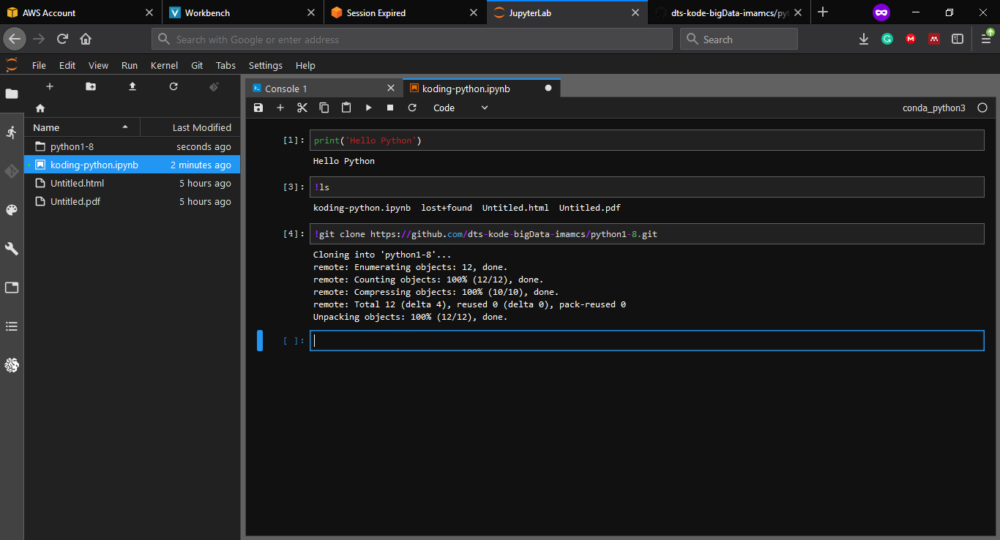 AWS Account
Workbench
Session Expired
JupyterLab
dts-kode-bigData-imamcs/pyt
Search with Google or enter address
Search
File Edit View Run Kernel Git Tabs Settings Help
Console 1
koding-python.ipynb
Code
conda_python3
Name Last Modified
python1-8 seconds ago
koding-python.ipynb 2 minutes ago
Untitled.html 5 hours ago
Untitled.pdf 5 hours ago
[1]: print('Hello Python')
Hello Python
[3]: !ls
koding-python.ipynb lost+found Untitled.html Untitled.pdf
[4]: !git clone https://github.com/dts-kode-bigData-imamcs/python1-8.git
Cloning into 'python1-8'...
remote: Enumerating objects: 12, done.
remote: Counting objects: 100% (12/12), done.
remote: Compressing objects: 100% (10/10), done.
remote: Total 12 (delta 4), reused 0 (delta 0), pack-reused 0
Unpacking objects: 100% (12/12), done.
[ ]: